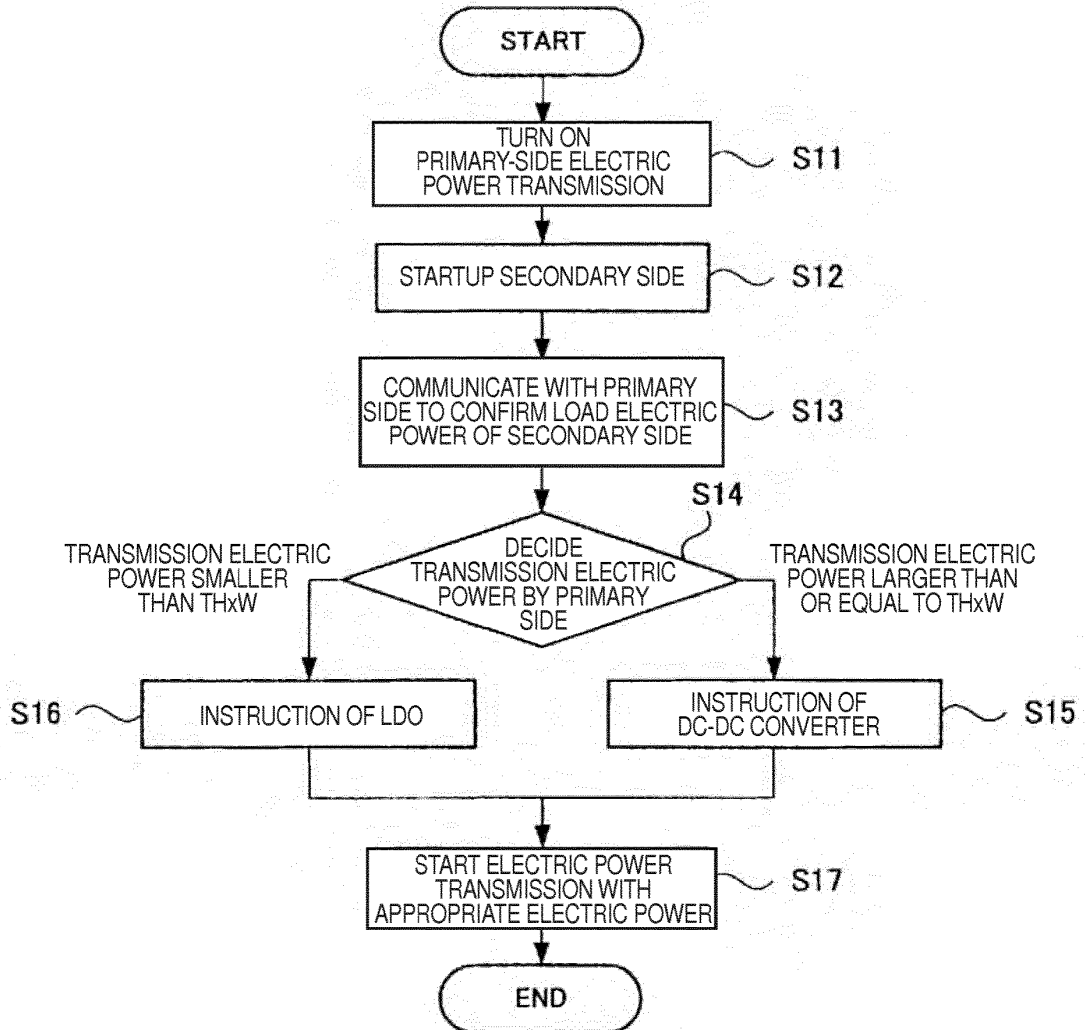 START
TURN ON
PRIMARY-SIDE ELECTRIC
POWER TRANSMISSION
S11
STARTUP SECONDARY SIDE
S12
COMMUNICATE WITH PRIMARY
SIDE TO CONFIRM LOAD ELECTRIC
POWER OF SECONDARY SIDE
S13
S14
DECIDE
TRANSMISSION ELECTRIC
POWER BY PRIMARY
SIDE
TRANSMISSION ELECTRIC
POWER SMALLER
THAN THxW
TRANSMISSION ELECTRIC
POWER LARGER THAN
OR EQUAL TO THxW
S16
INSTRUCTION OF LDO
INSTRUCTION OF
DC-DC CONVERTER
S15
START ELECTRIC POWER
TRANSMISSION WITH
APPROPRIATE ELECTRIC POWER
S17
END